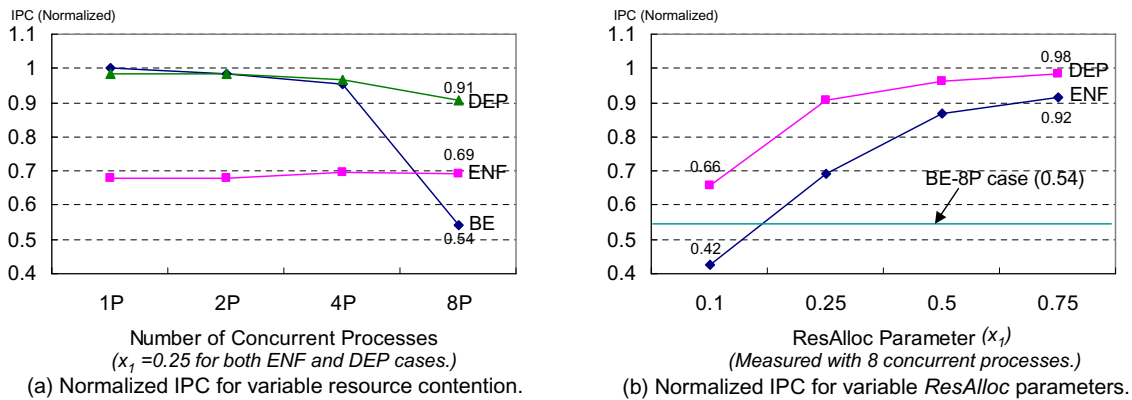 IPC (Normalized)
1.1
1
0.9
0.8
0.7
0.6
0.5
0.4
0.91
DEP
0.69
ENF
BE
0.54
1P 2P 4P 8P
Number of Concurrent Processes
(x1 =0.25 for both ENF and DEP cases.)
(a) Normalized IPC for variable resource contention.
IPC (Normalized)
1.1
1
0.9
0.8
0.7
0.6
0.5
0.4
0.98
DEP
ENF
0.92
0.66
BE-8P case (0.54)
0.42
0.1 0.25 0.5 0.75
ResAlloc Parameter (x1)
(Measured with 8 concurrent processes.)
(b) Normalized IPC for variable ResAlloc parameters.